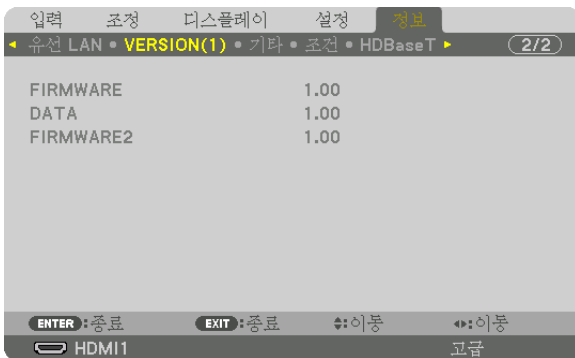 입력 조정 디스플레이 설정 정보
유선 LAN • VERSION(1) • 기타 • 조건 • HDBaseT 2/2
FIRMWARE 1.00
DATA 1.00
FIRMWARE2 1.00
ENTER :종료 EXIT :종료 :이동 :이동
HDMI1 고급